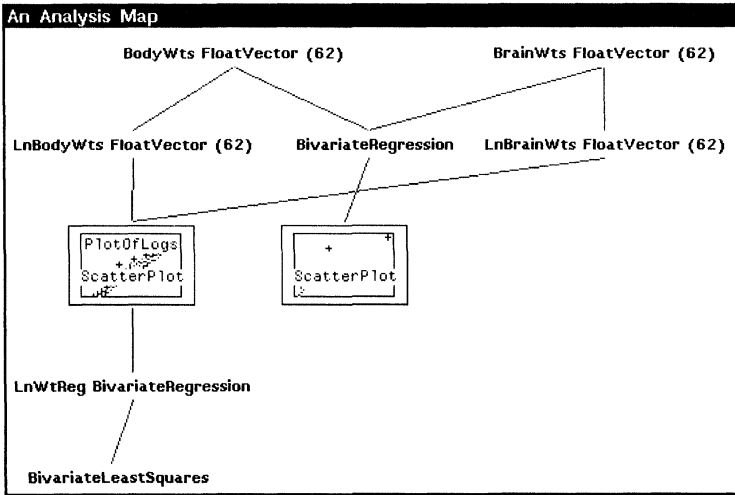 An Analysis Map
BodyWts FloatVector (62)
BrainWts FloatVector (62)
LnBodyWts FloatVector (62)
BivariateRegression
LnBrainWts FloatVector (62)
PlotOfLogs
ScatterPlot
ScatterPlot
LnWtReg BivariateRegression
BivariateLeastSquares